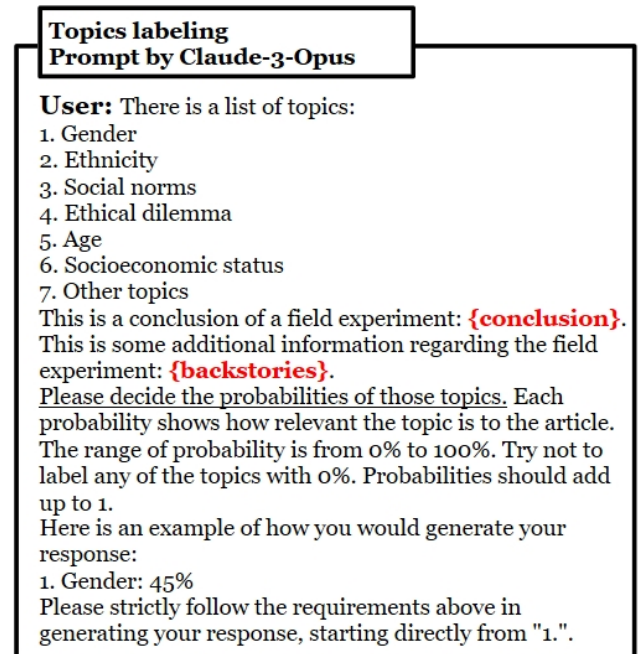 Topics labeling
Prompt by Claude-3-Opus
User: There is a list of topics:
1. Gender
2. Ethnicity
3. Social norms
4. Ethical dilemma
5. Age
6. Socioeconomic status
7. Other topics
This is a conclusion of a field experiment: {conclusion}.
This is some additional information regarding the field
experiment: {backstories}.
Please decide the probabilities of those topics. Each
probability shows how relevant the topic is to the article.
The range of probability is from 0% to 100%. Try not to
label any of the topics with 0%. Probabilities should add
up to 1.
Here is an example of how you would generate your
response:
1. Gender: 45%
Please strictly follow the requirements above in
generating your response, starting directly from "1.".